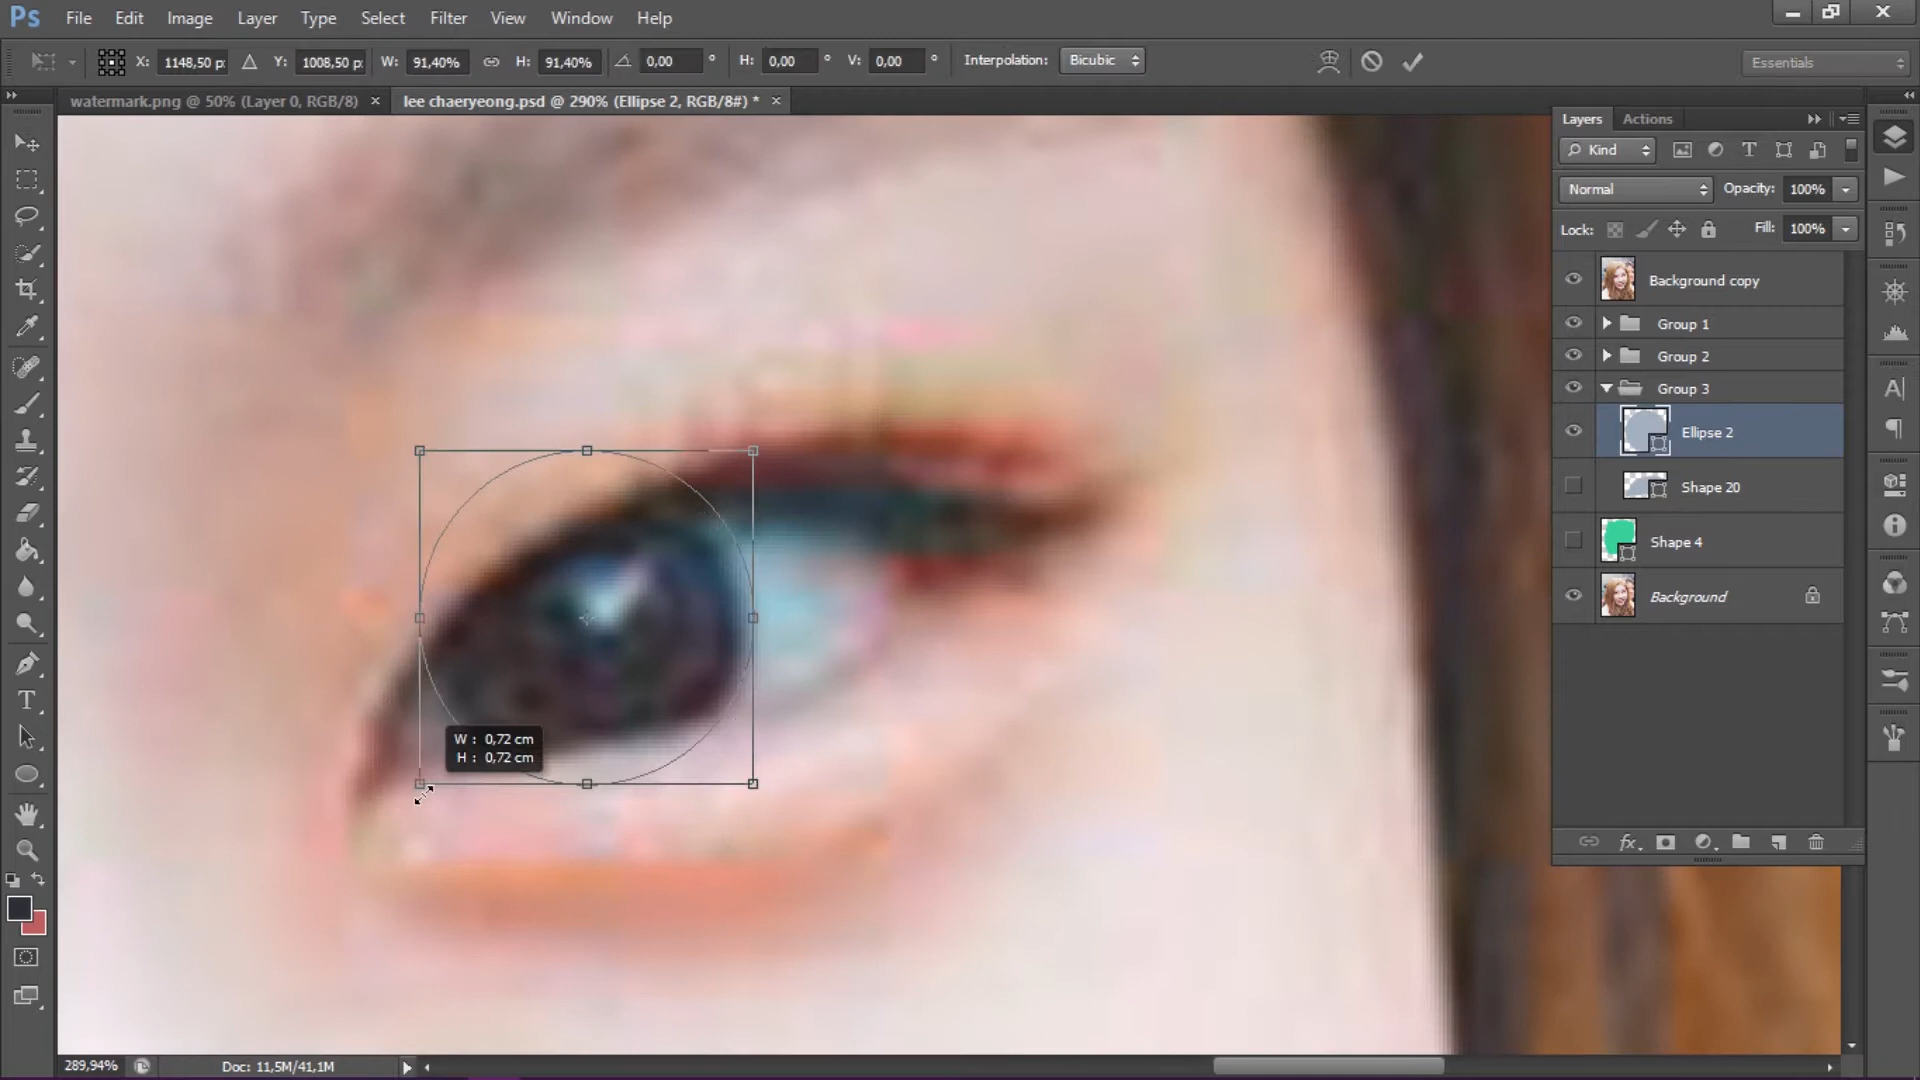 Ps File Edit Image Layer Type Select Filter View Window Help
X: 1148,50 p: Y: 1008,50 p: W: 91,40% H: 91,40% 0,00 ° H: 0,00 ° V: 0,00 ° Interpolation: Bicubic Essentials
watermark.png @ 50% (Layer 0, RGB/8) × lee chaeryeong.psd @ 290% (Ellipse 2, RGB/8#) * ×
Layers Actions
Kind
Normal Opacity: 100%
Lock: Fill: 100%
Background copy
Group 1
Group 2
Group 3
Ellipse 2
Shape 20
Shape 4
Background
W : 0,72 cm
H : 0,72 cm
fx
289,94% Doc: 11,5M/41,1M